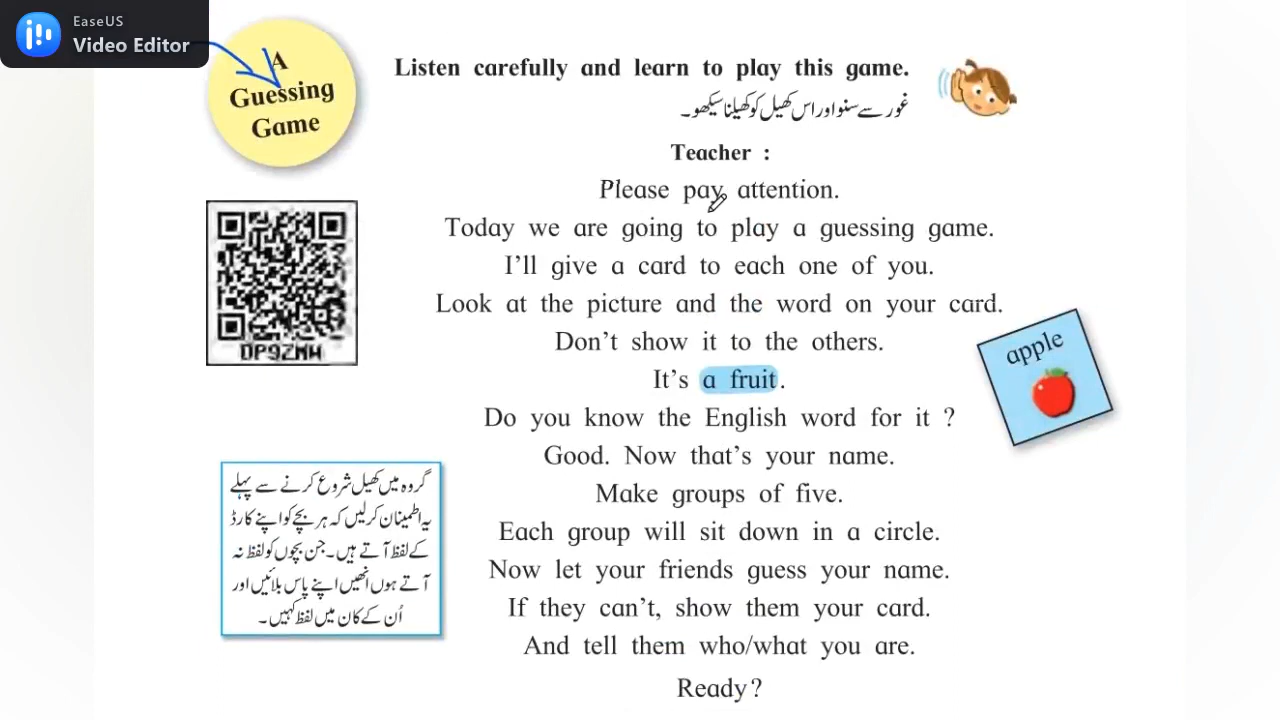 EaseUS
Video Editor
A
Guessing
Game
Listen carefully and learn to play this game.
غور سے سنو اور اس کھیل کو کھیلنا سیکھو۔
Teacher :
Please pay attention.
Today we are going to play a guessing game.
I'll give a card to each one of you.
Look at the picture and the word on your card.
Don't show it to the others.
It's a fruit.
Do you know the English word for it ?
Good. Now that's your name.
Make groups of five.
Each group will sit down in a circle.
Now let your friends guess your name.
If they can't, show them your card.
And tell them who/what you are.
Ready?
apple
DP9ZMW
گروہ میں کھیل شروع کرنے سے پہلے
یہ اطمینان کرلیں کہ ہر بچے کو اپنے کارڈ
کے لفظ آتے ہیں۔ جن بچوں کو لفظ نہ
آتے ہوں انھیں اپنے پاس بلائیں اور
اُن کے کان میں لفظ کہیں۔